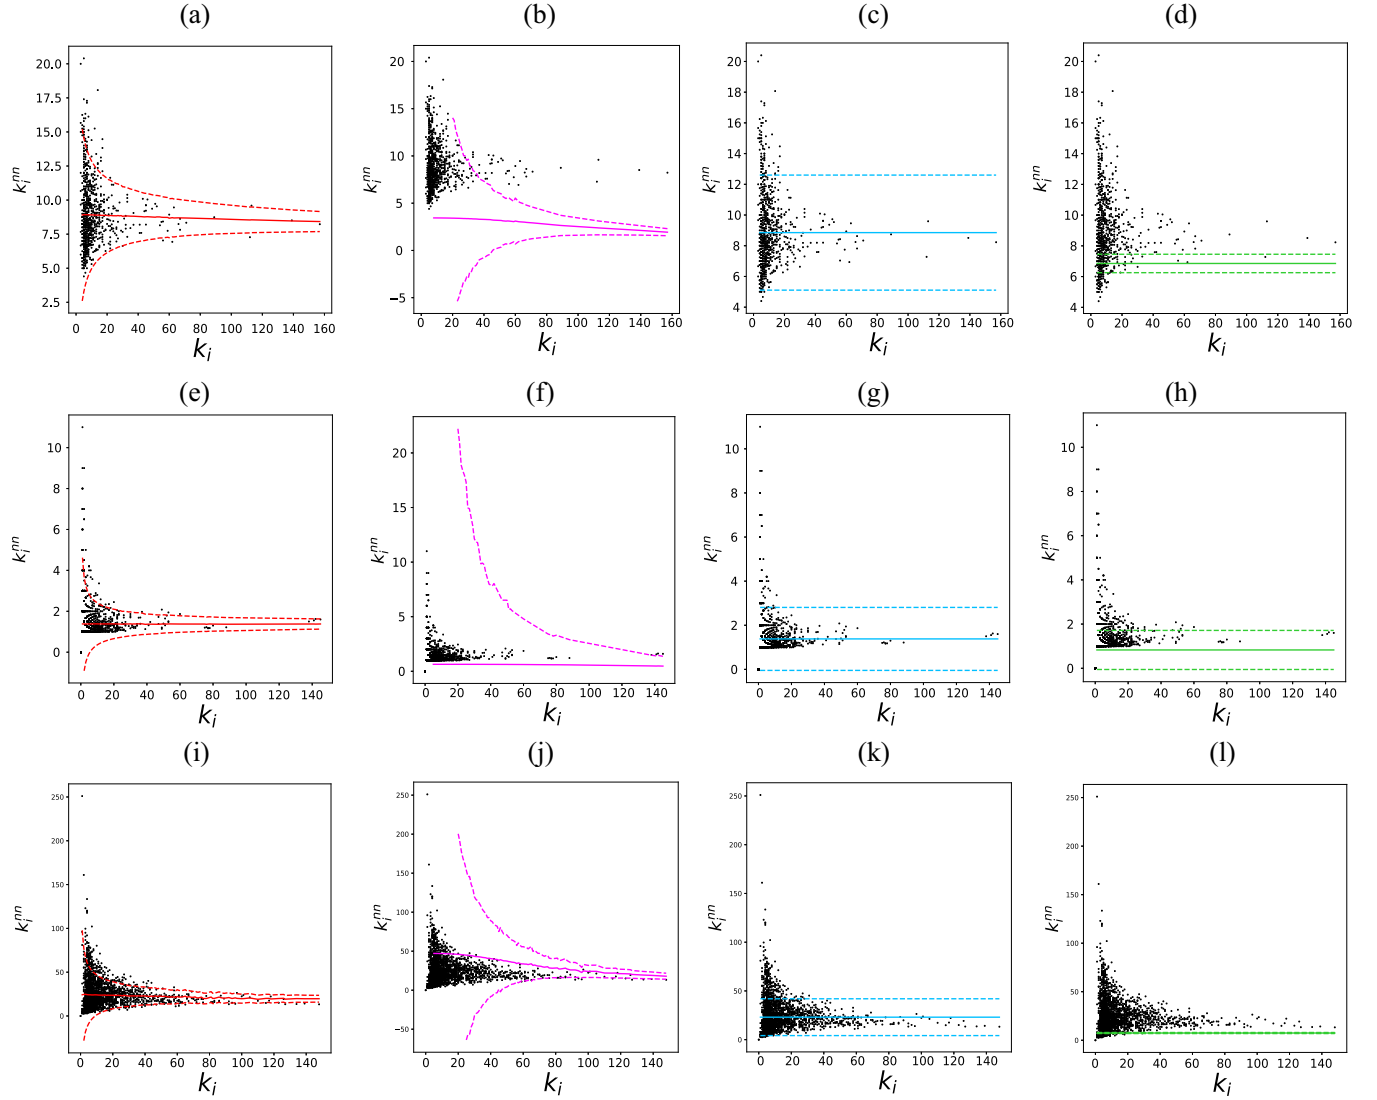 (a) (b) (c) (d)
20.0 17.5 15.0 12.5 10.0 7.5 5.0 2.5
k_i^{nn}
0 20 40 60 80 100 120 140 160
k_i
20 15 10 5 0 −5
k_i^{nn}
0 20 40 60 80 100 120 140 160
k_i
20 18 16 14 12 10 8 6 4
k_i^{nn}
0 20 40 60 80 100 120 140 160
k_i
20 18 16 14 12 10 8 6 4
k_i^{nn}
0 20 40 60 80 100 120 140 160
k_i
(e) (f) (g) (h)
10 8 6 4 2 0
k_i^{nn}
0 20 40 60 80 100 120 140
k_i
20 15 10 5 0
k_i^{nn}
0 20 40 60 80 100 120 140
k_i
10 8 6 4 2 0
k_i^{nn}
0 20 40 60 80 100 120 140
k_i
10 8 6 4 2 0
k_i^{nn}
0 20 40 60 80 100 120 140
k_i
(i) (j) (k) (l)
250 200 150 100 50 0
k_i^{nn}
0 20 40 60 80 100 120 140
k_i
250 200 150 100 50 0 −50
k_i^{nn}
0 20 40 60 80 100 120 140
k_i
250 200 150 100 50 0
k_i^{nn}
0 20 40 60 80 100 120 140
k_i
250 200 150 100 50 0
k_i^{nn}
0 20 40 60 80 100 120 140
k_i